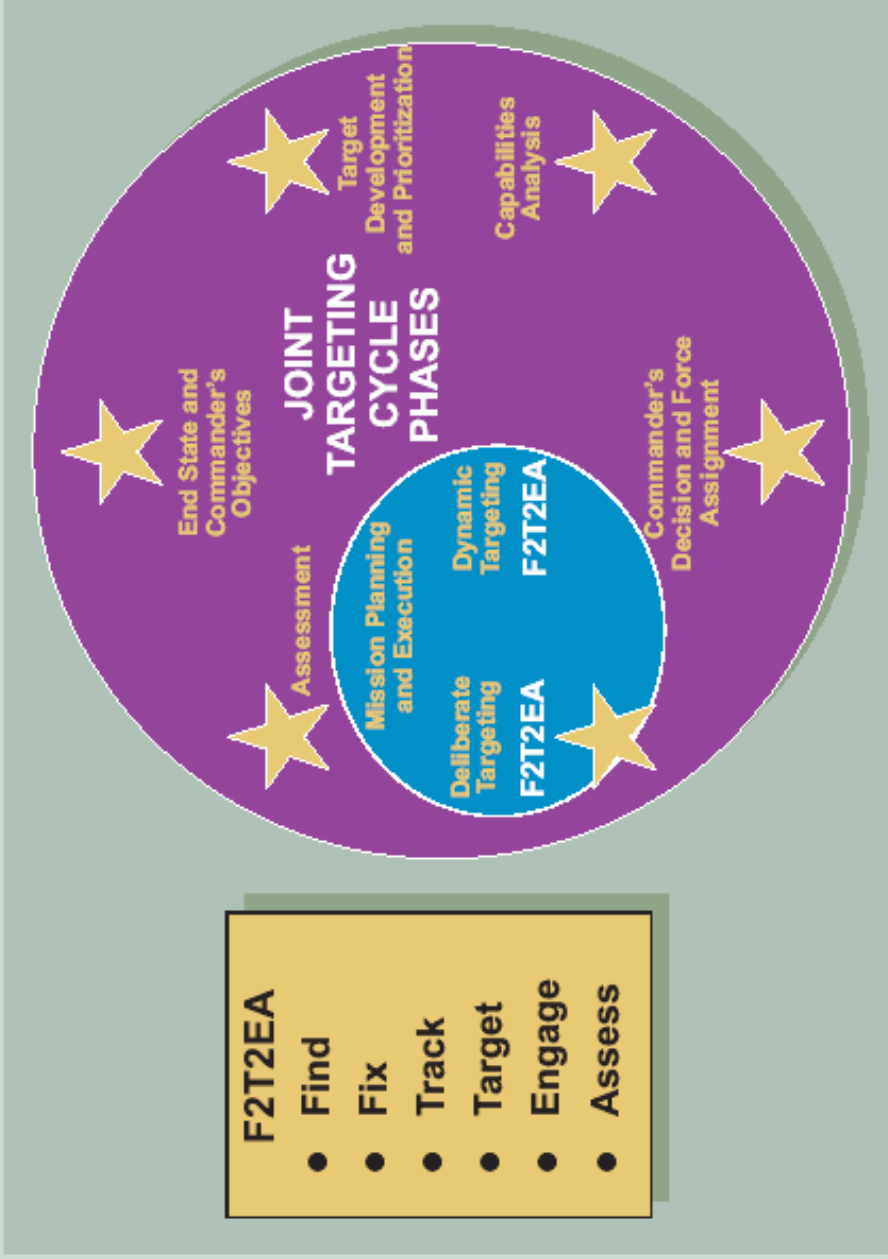 F2T2EA
• Find
• Fix
• Track
• Target
• Engage
• Assess
JOINT
TARGETING
CYCLE
PHASES
End State and
Commander's
Objectives
Target
Development
and Prioritization
Capabilities
Analysis
Commander's
Decision and Force
Assignment
Mission Planning
and Execution
Deliberate
Targeting
F2T2EA
Dynamic
Targeting
F2T2EA
Assessment